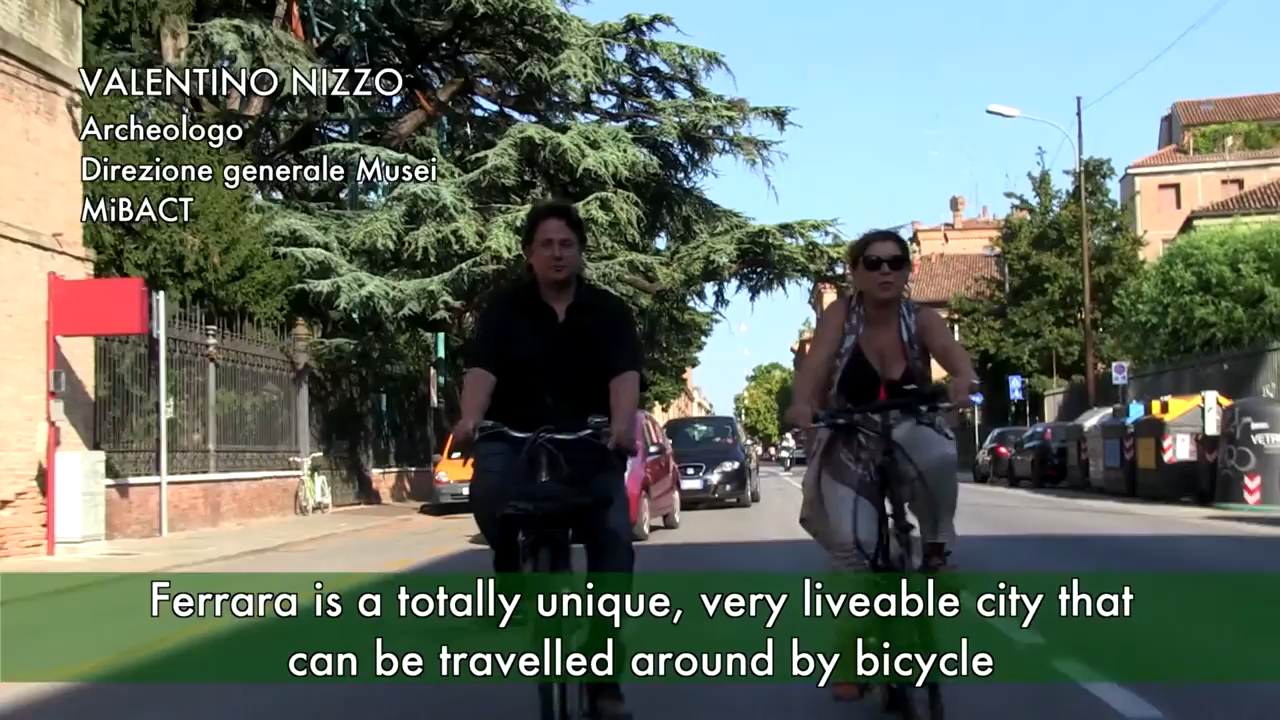 VALENTINO NIZZO
Archeologo
Direzione generale Musei
MiBACT
VETR
Ferrara is a totally unique, very liveable city that
can be travelled around by bicycle